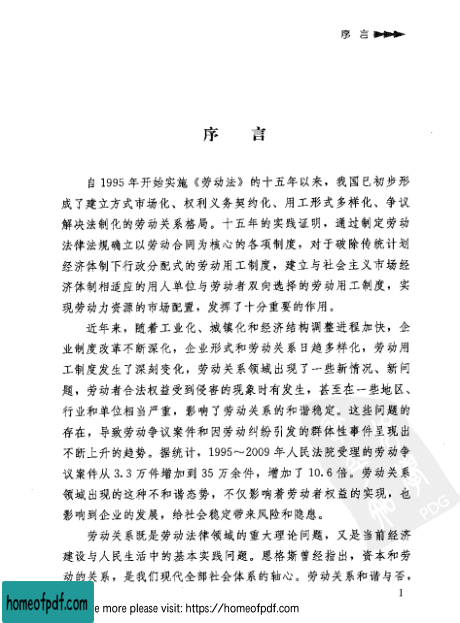 序 言
序 言
自1995年开始实施《劳动法》的十五年以来，我国已初步形
成了建立方式市场化、权利义务契约化、用工形式多样化、争议
解决法制化的劳动关系格局。十五年的实践证明，通过制定劳动
法律法规确立以劳动合同为核心的各项制度，对于破除传统计划
经济体制下行政分配式的劳动用工制度，建立与社会主义市场经
济体制相适应的用人单位与劳动者双向选择的劳动用工制度，实
现劳动力资源的市场配置，发挥了十分重要的作用。
近年来，随着工业化、城镇化和经济结构调整进程加快，企
业制度改革不断深化，企业形式和劳动关系日趋多样化，劳动用
工制度发生了深刻变化，劳动关系领域出现了一些新情况、新问
题，劳动者合法权益受到侵害的现象时有发生，甚至在一些地区、
行业和单位相当严重，影响了劳动关系的和谐稳定。这些问题的
存在，导致劳动争议案件和因劳动纠纷引发的群体性事件呈现出
不断上升的趋势。据统计，1995~2009年人民法院受理的劳动争
议案件从3.3万件增加到35万余件，增加了10.6倍。劳动关系
领域出现的这种不和谐态势，不仅影响着劳动者权益的实现，也
影响到企业的发展，给社会稳定带来风险和隐患。
劳动关系既是劳动法律领域的重大理论问题，又是当前经济
建设与人民生活中的基本实践问题。恩格斯曾经指出，资本和劳
动的关系，是我们现代全部社会体系的轴心。劳动关系和谐与否，
1
homeofpdf.com
e more please visit: https://homeofpdf.com
PDG